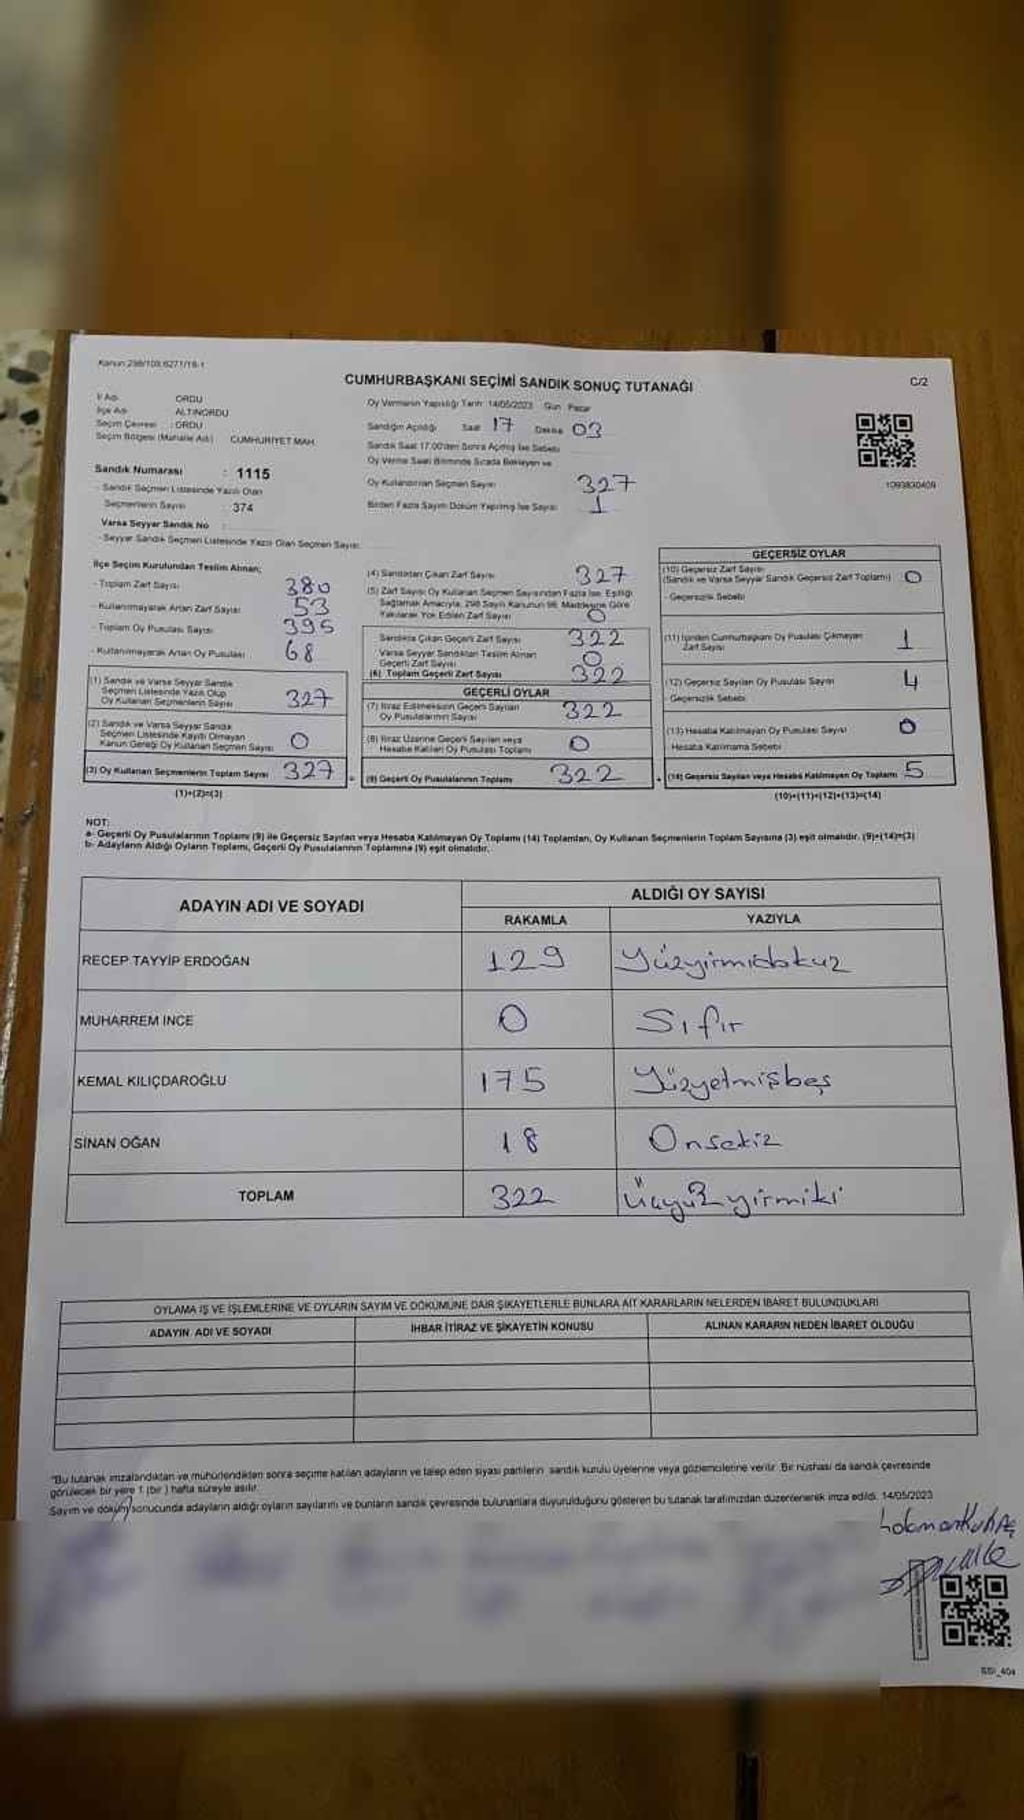 Kanun:298/105;6271/18-1
CUMHURBAŞKANI SEÇİMİ SANDIK SONUÇ TUTANAĞI
C/2
İl Adı ORDU
İlçe Adı ALTINORDU
Seçim Çevresi : ORDU
Seçim Bölgesi (Mahalle Adı) CUMHURİYET MAH.
Oy Vermenin Yapıldığı Tarih 14/05/2023 Gün Pazar
Sandığın Açıldığı Saat 17 Dakika 03
Sandık Saat 17.00'den Sonra Açılmış İse Sebebi
Oy Verme Saati Bitiminde Sırada Bekleyen ve
Oy Kullandırılan Seçmen Sayısı 327
Birden Fazla Sayım Döküm Yapılmış İse Sayısı 1
1093830409
Sandık Numarası : 1115
- Sandık Seçmen Listesinde Yazılı Olan
Seçmenlerin Sayısı : 374
Varsa Seyyar Sandık No :
- Seyyar Sandık Seçmen Listesinde Yazılı Olan Seçmen Sayısı
İlçe Seçim Kurulundan Teslim Alınan;
- Toplam Zarf Sayısı 380
- Kullanılmayarak Artan Zarf Sayısı 53
- Toplam Oy Pusulası Sayısı 395
- Kullanılmayarak Artan Oy Pusulası 68
(1) Sandık ve Varsa Seyyar Sandık
Seçmen Listesinde Yazılı Olup
Oy Kullanan Seçmenlerin Sayısı 327
(2) Sandık ve Varsa Seyyar Sandık
Seçmen Listesinde Kayıtlı Olmayan
Kanun Gereği Oy Kullanan Seçmen Sayısı 0
(3) Oy Kullanan Seçmenlerin Toplam Sayısı 327
(1)+(2)=(3)
(4) Sandıktan Çıkan Zarf Sayısı 327
(5) Zarf Sayısı Oy Kullanan Seçmen Sayısından Fazla İse, Eşitliği
Sağlamak Amacıyla, 298 Sayılı Kanunun 98. Maddesine Göre
Yakılarak Yok Edilen Zarf Sayısı 0
Sandıkta Çıkan Geçerli Zarf Sayısı 322
Varsa Seyyar Sandıktan Teslim Alınan
Geçerli Zarf Sayısı 0
(6) Toplam Geçerli Zarf Sayısı 322
GEÇERLİ OYLAR
(7) İtiraz Edilmeksizin Geçerli Sayılan
Oy Pusulalarının Sayısı 322
(8) İtiraz Üzerine Geçerli Sayılan veya
Hesaba Katılan Oy Pusulası Toplamı 0
(9) Geçerli Oy Pusulalarının Toplamı 322
GEÇERSİZ OYLAR
(10) Geçersiz Zarf Sayısı
(Sandık ve Varsa Seyyar Sandık Geçersiz Zarf Toplamı) 0
- Geçersizlik Sebebi
(11) İçinden Cumhurbaşkanı Oy Pusulası Çıkmayan
Zarf Sayısı 1
(12) Geçersiz Sayılan Oy Pusulası Sayısı 4
- Geçersizlik Sebebi
(13) Hesaba Katılmayan Oy Pusulası Sayısı 0
Hesaba Katılmama Sebebi
(14) Geçersiz Sayılan veya Hesaba Katılmayan Oy Toplamı 5
(10)+(11)+(12)+(13)=(14)
NOT:
a- Geçerli Oy Pusulalarının Toplamı (9) ile Geçersiz Sayılan veya Hesaba Katılmayan Oy Toplamı (14) Toplamları, Oy Kullanan Seçmenlerin Toplam Sayısına (3) eşit olmalıdır. (9)+(14)=(3)
b- Adayların Aldığı Oyların Toplamı, Geçerli Oy Pusulalarının Toplamına (9) eşit olmalıdır.
ADAYIN ADI VE SOYADI ALDIĞI OY SAYISI
RAKAMLA YAZIYLA
RECEP TAYYİP ERDOĞAN 129 Yüzyirmidokuz
MUHARREM İNCE 0 Sıfır
KEMAL KILIÇDAROĞLU 175 Yüzyetmişbeş
SİNAN OĞAN 18 Onsekiz
TOPLAM 322 Üçyüzyirmiki
OYLAMA İŞ VE İŞLEMLERİNE VE OYLARIN SAYIM VE DÖKÜMÜNE DAİR ŞİKAYETLERLE BUNLARA AİT KARARLARIN NELERDEN İBARET BULUNDUKLARI
ADAYIN ADI VE SOYADI İHBAR İTİRAZ VE ŞİKAYETİN KONUSU ALINAN KARARIN NEDEN İBARET OLDUĞU
"Bu tutanak imzalandıktan ve mühürlendikten sonra seçime katılan adayların ve talep eden siyasi partilerin sandık kurulu üyelerine veya gözlemcilerine verilir. Bir nüshası da sandık çevresinde
görülecek bir yere 1 (bir ) hafta süreyle asılır.
Sayım ve döküm sonucunda adayların aldığı oyların sayılarını ve bunların sandık çevresinde bulunanlara duyurulduğunu gösteren bu tutanak tarafımızdan düzenlenerek imza edildi. 14/05/2023